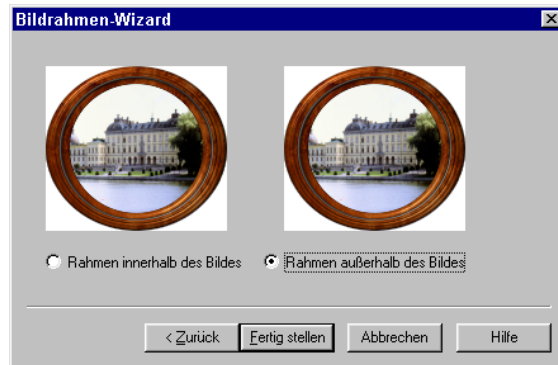 Bildrahmen-Wizard
Rahmen innerhalb des Bildes
Rahmen außerhalb des Bildes
< Zurück
Fertig stellen
Abbrechen
Hilfe